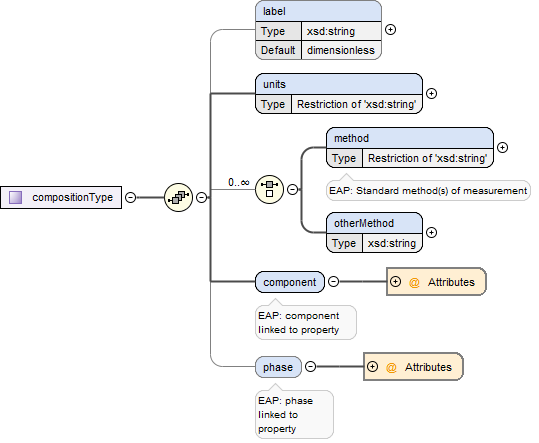 label
Type xsd:string
Default dimensionless
units
Type Restriction of 'xsd:string'
0..∞
method
Type Restriction of 'xsd:string'
EAP: Standard method(s) of measurement
otherMethod
Type xsd:string
compositionType
component
@ Attributes
EAP: component
linked to property
phase
@ Attributes
EAP: phase
linked to
property